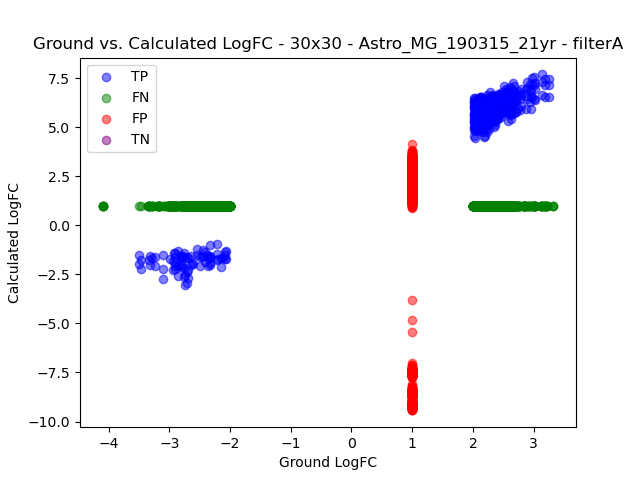 Ground vs. Calculated LogFC - 30x30 - Astro_MG_190315_21yr - filterA
TP
FN
FP
TN
7.5
5.0
2.5
0.0
−2.5
−5.0
−7.5
−10.0
Calculated LogFC
−4 −3 −2 −1 0 1 2 3
Ground LogFC